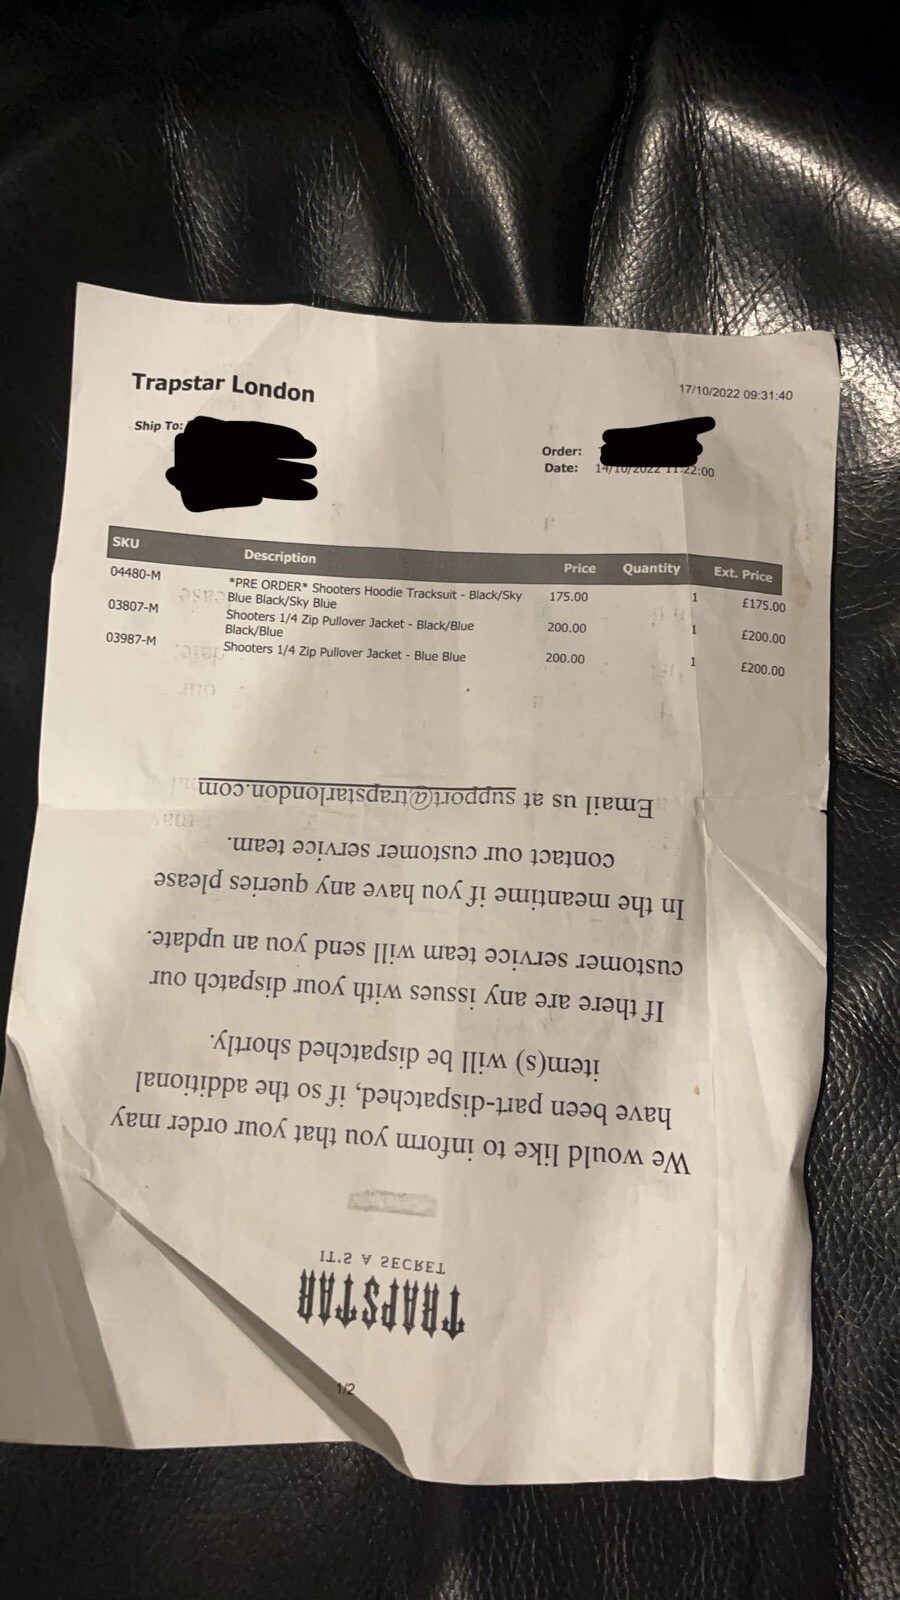 Trapstar London
17/10/2022 09:31:40
Ship To:
Order:
Date: 14/10/2022 11:22:00
SKU Description Price Quantity Ext. Price
04480-M *PRE ORDER* Shooters Hoodie Tracksuit - Black/Sky 175.00 1 £175.00
Blue Black/Sky Blue
03807-M Shooters 1/4 Zip Pullover Jacket - Black/Blue 200.00 1 £200.00
Black/Blue
03987-M Shooters 1/4 Zip Pullover Jacket - Blue Blue 200.00 1 £200.00
TRAPSTAR
IT'S A SECRET
We would like to inform you that your order may
have been part-dispatched, if so the additional
item(s) will be dispatched shortly.
If there are any issues with your dispatch our
customer service team will send you an update.
In the meantime if you have any queries please
contact our customer service team.
Email us at support@trapstarlondon.com
1/2